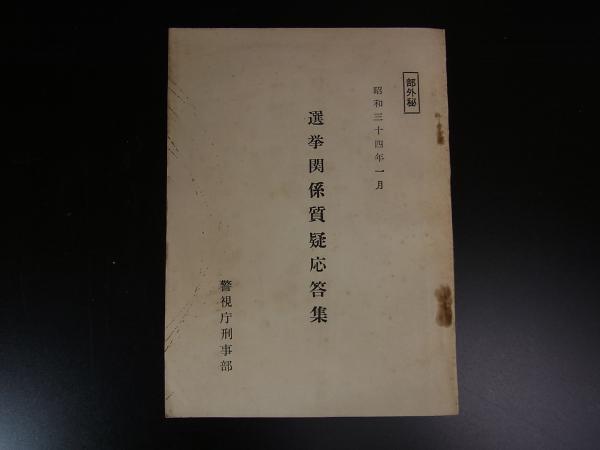 部外秘
昭和三十四年一月
選挙関係質疑応答集
警視庁刑事部